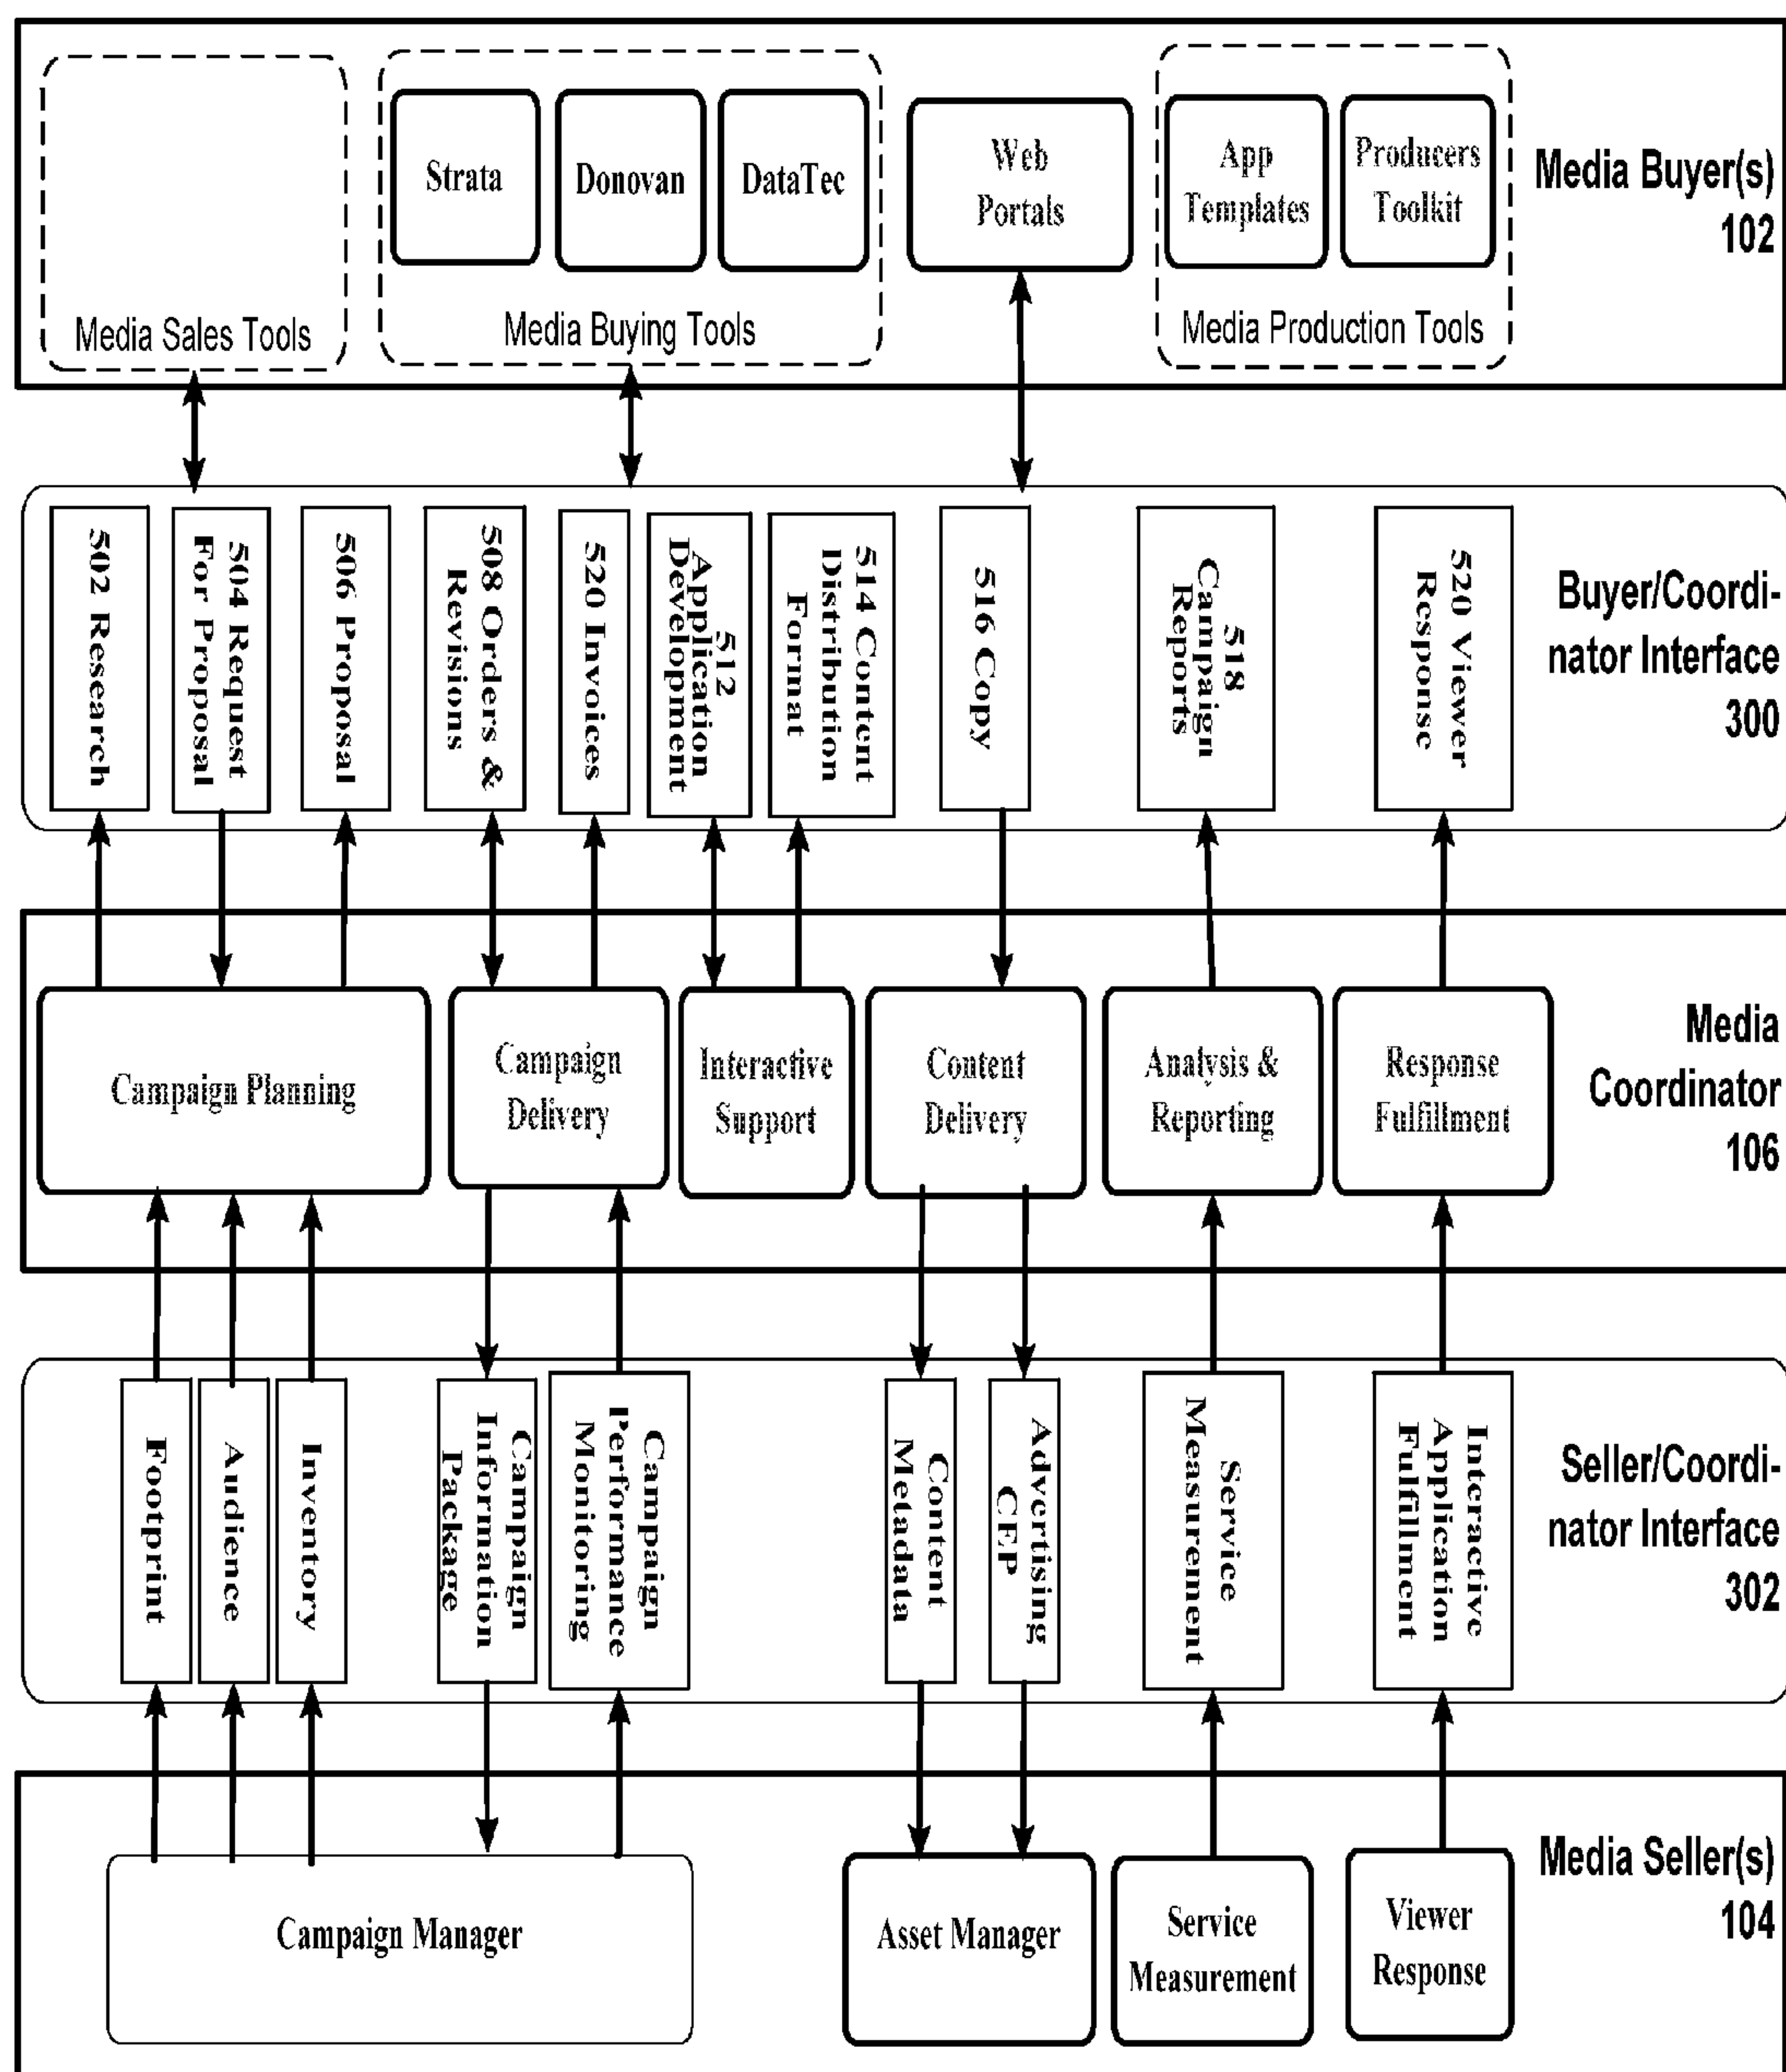 Strata
Donovan
DataTec
Web
Portals
App
Templates
Producers
Toolkit
Media Sales Tools
Media Buying Tools
Media Production Tools
Media Buyer(s)
102
502 Research
504 Request
For Proposal
506 Proposal
508 Orders &
Revisions
520 Invoices
512
Application
Development
514 Content
Distribution
Format
516 Copy
518
Campaign
Reports
520 Viewer
Response
Buyer/Coordi-
nator Interface
300
Campaign Planning
Campaign
Delivery
Interactive
Support
Content
Delivery
Analysis &
Reporting
Response
Fulfillment
Media
Coordinator
106
Footprint
Audience
Inventory
Campaign
Information
Package
Campaign
Performance
Monitoring
Content
Metadata
Advertising
CEP
Service
Measurement
Interactive
Application
Fulfillment
Seller/Coordi-
nator Interface
302
Campaign Manager
Asset Manager
Service
Measurement
Viewer
Response
Media Seller(s)
104